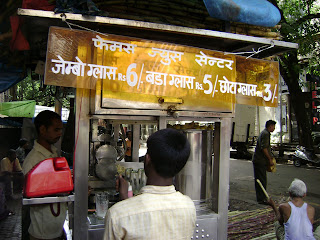 फेमस ज्युस सेन्टर
जेम्बो ग्लास Rs 6/- बडा ग्लास Rs 5/- छोटा ग्लास Rs 3/-